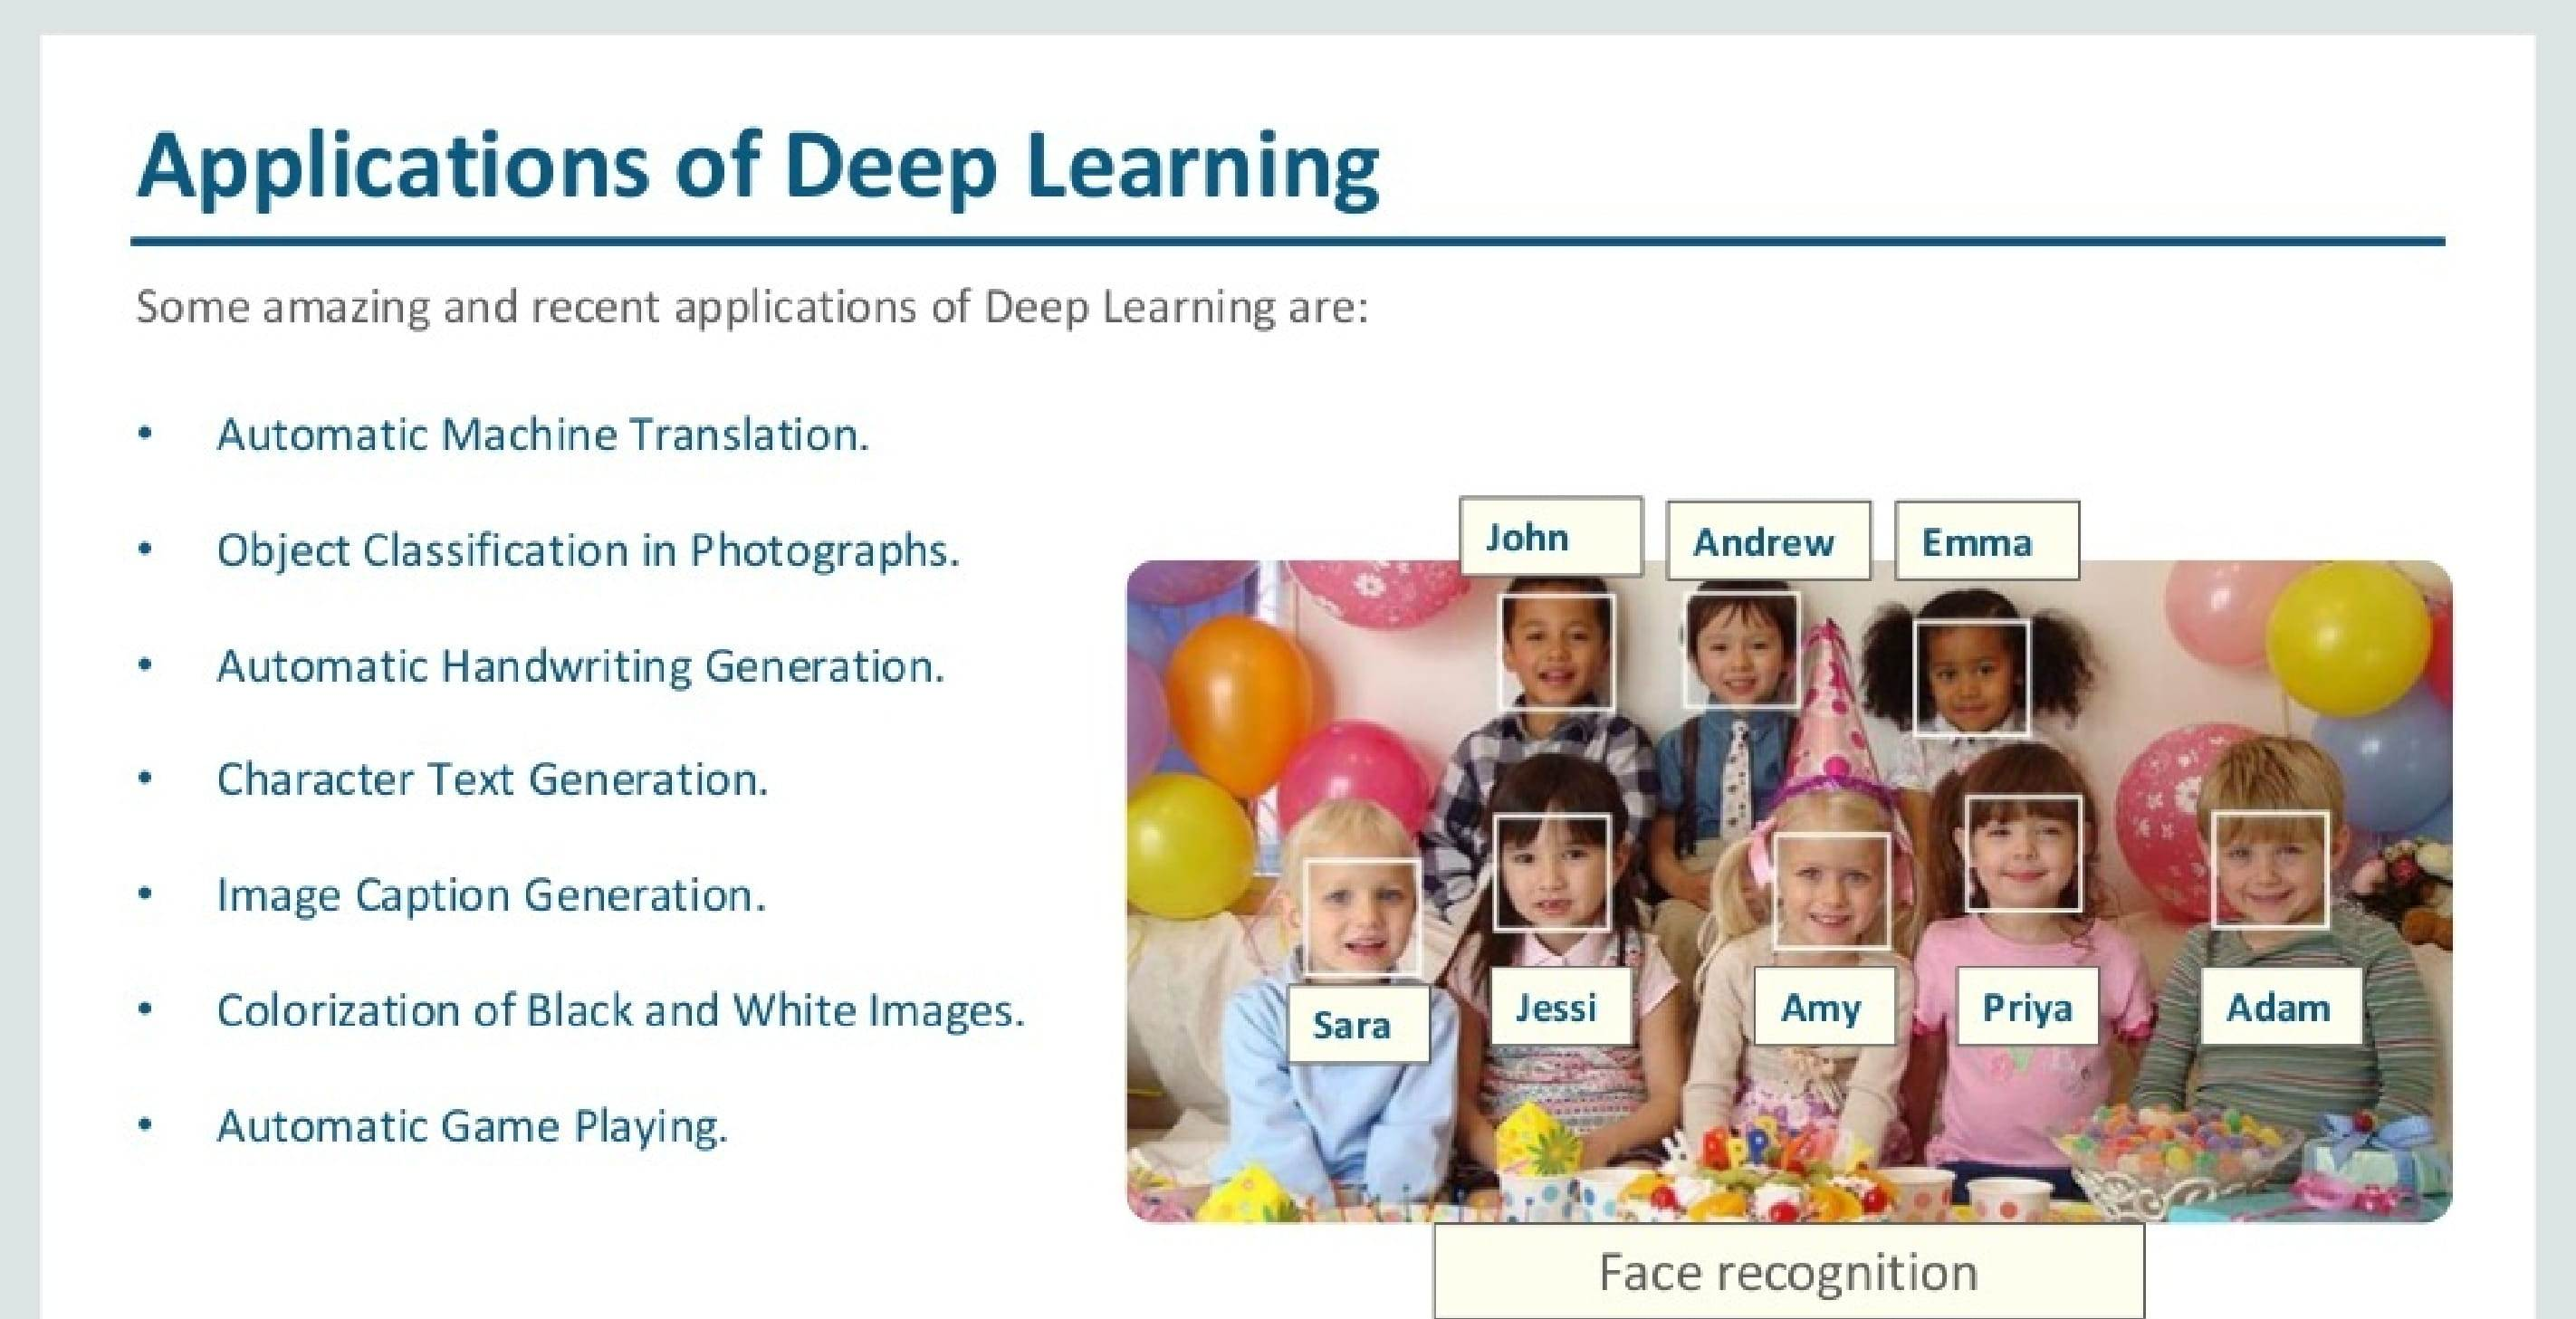 Applications of Deep Learning
Some amazing and recent applications of Deep Learning are:
• Automatic Machine Translation.
• Object Classification in Photographs.
• Automatic Handwriting Generation.
• Character Text Generation.
• Image Caption Generation.
• Colorization of Black and White Images.
• Automatic Game Playing.
John
Andrew
Emma
Sara
Jessi
Amy
Priya
Adam
Face recognition